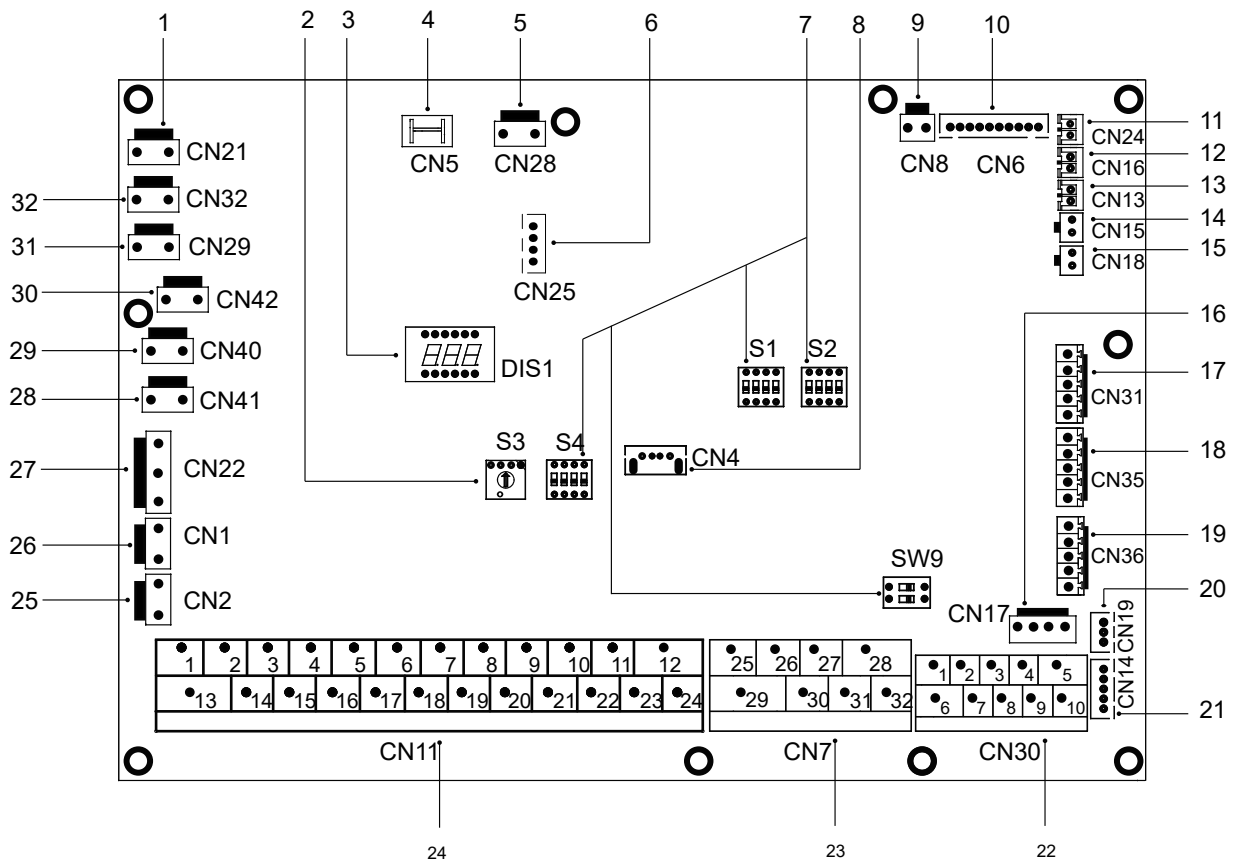 1 2 3 4 5 6 7 8 9 10
11
CN21 CN5 CN28 CN8 CN6 CN24
12
CN16
32 CN32 13
CN13
14
31 CN29 CN15
15
CN25 CN18
30 CN42
16
29 CN40
3 DIS1 S1 S2
17
28 CN41 CN31
S3 S4 CN4
18
27 CN22 CN35
26 CN1 19
CN36
SW9
20
25 CN2 CN17 CN19
1 2 3 4 5 6 7 8 9 10 11 12
25 26 27 28
1 2 3 4 5
13 14 15 16 17 18 19 20 21 22 23 24
29 30 31 32
6 7 8 9 10
CN14
21
CN11 CN7 CN30
24 23 22